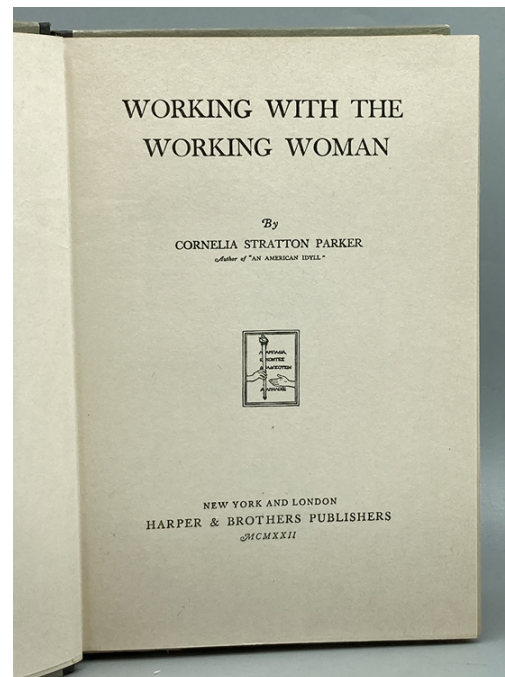 WORKING WITH THE
WORKING WOMAN
By
CORNELIA STRATTON PARKER
Author of "AN AMERICAN IDYLL"
NEW YORK AND LONDON
HARPER & BROTHERS PUBLISHERS
MCMXXII